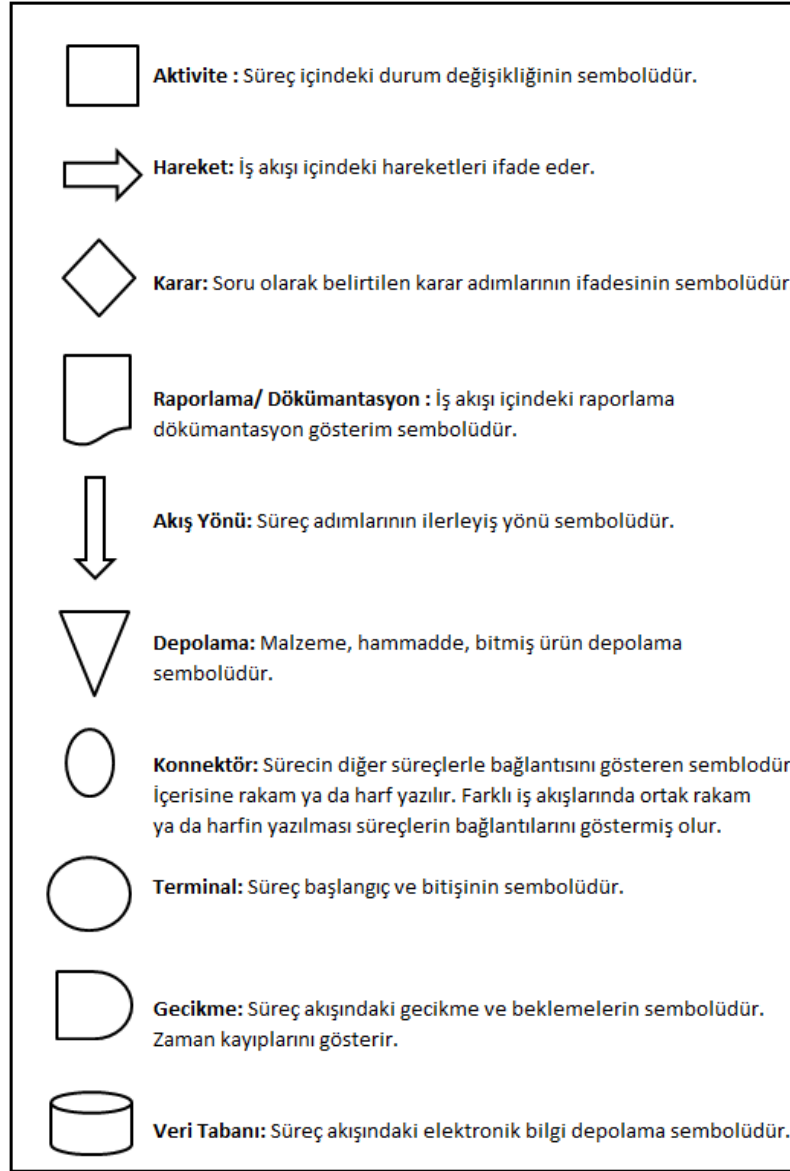 Aktivite : Süreç içindeki durum değişikliğinin sembolüdür.
Hareket: İş akışı içindeki hareketleri ifade eder.
Karar: Soru olarak belirtilen karar adımlarının ifadesinin sembolüdür
Raporlama/ Dökümantasyon : İş akışı içindeki raporlama
dökümantasyon gösterim sembolüdür.
Akış Yönü: Süreç adımlarının ilerleyiş yönü sembolüdür.
Depolama: Malzeme, hammadde, bitmiş ürün depolama
sembolüdür.
Konnektör: Sürecin diğer süreçlerle bağlantısını gösteren semblodür
İçerisine rakam ya da harf yazılır. Farklı iş akışlarında ortak rakam
ya da harfin yazılması süreçlerin bağlantılarını göstermiş olur.
Terminal: Süreç başlangıç ve bitişinin sembolüdür.
Gecikme: Süreç akışındaki gecikme ve beklemelerin sembolüdür.
Zaman kayıplarını gösterir.
Veri Tabanı: Süreç akışındaki elektronik bilgi depolama sembolüdür.